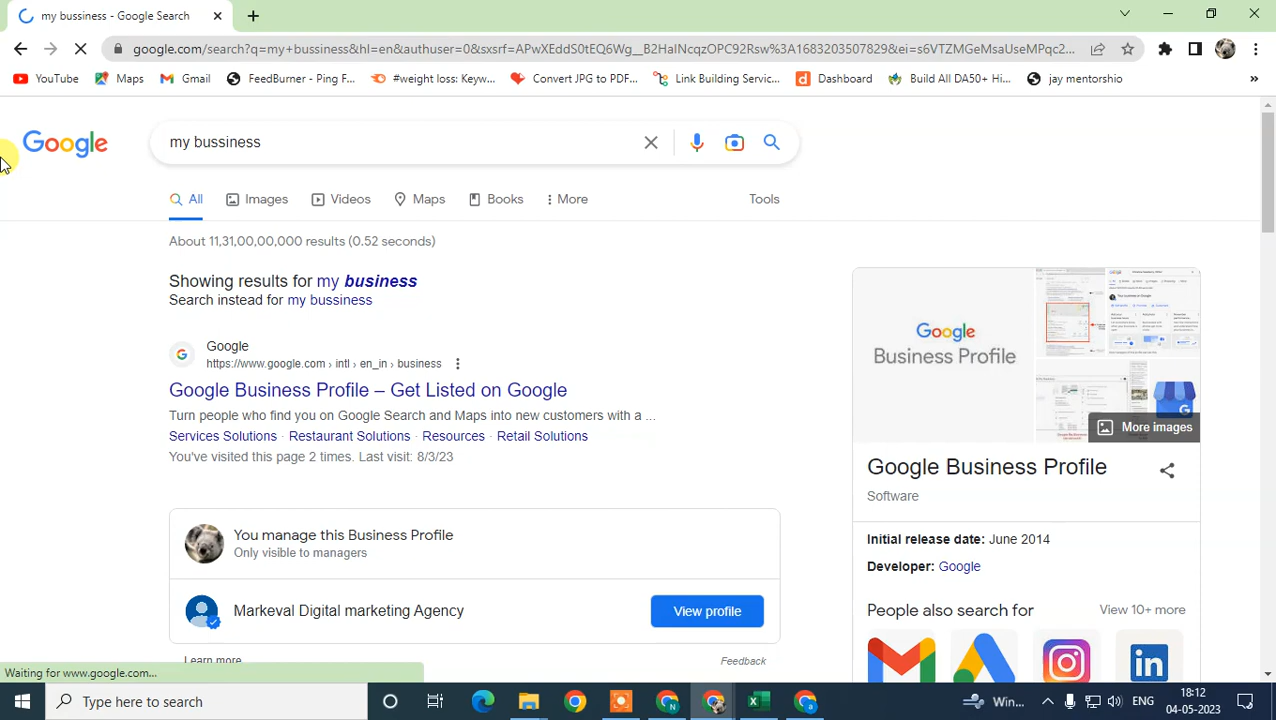 my bussiness - Google Search
google.com/search?q=my+bussiness&hl=en&authuser=0&sxsrf=APwXEddS0tEQ6Wg__B2HaINcqzOPC92Rsw%3A1683203507829&ei=s6VTZMGeMsaUseMPqc2...
YouTube Maps Gmail FeedBurner - Ping F... #weight loss Keyw... Convert JPG to PDF... Link Building Servic... Dashboard Build All DA50+ Hi... jay mentorshio »
Google my bussiness
All Images Videos Maps Books More Tools
About 11,31,00,00,000 results (0.52 seconds)
Showing results for my business
Search instead for my bussiness
Google
https://www.google.com › intl › en_in › business
Google Business Profile – Get Listed on Google
Turn people who find you on Google Search and Maps into new customers with a ...
Services Solutions · Restaurant Solutions · Resources · Retail Solutions
You've visited this page 2 times. Last visit: 8/3/23
You manage this Business Profile
Only visible to managers
Markeval Digital marketing Agency
View profile
Learn more
Feedback
Google
Business Profile
More images
Google Business Profile
Software
Initial release date: June 2014
Developer: Google
People also search for View 10+ more
Waiting for www.google.com...
Type here to search
Win... ENG 18:12
04-05-2023